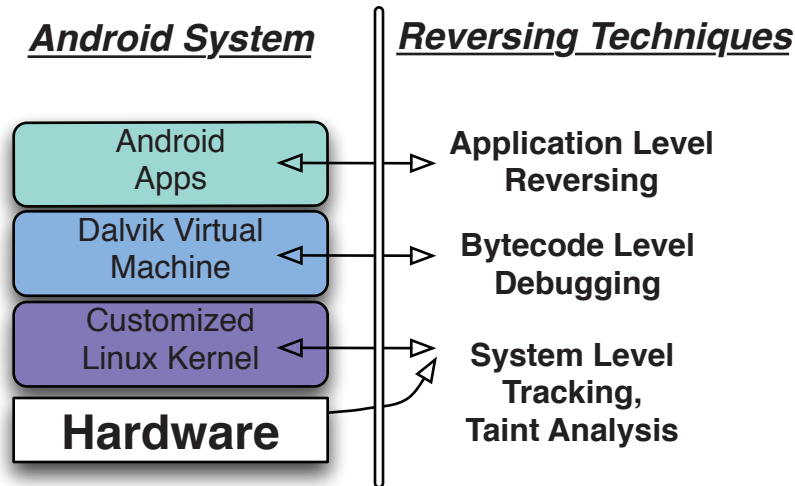 Android System
Reversing Techniques
Android
Apps
Application Level
Reversing
Dalvik Virtual
Machine
Bytecode Level
Debugging
Customized
Linux Kernel
System Level
Tracking,
Taint Analysis
Hardware